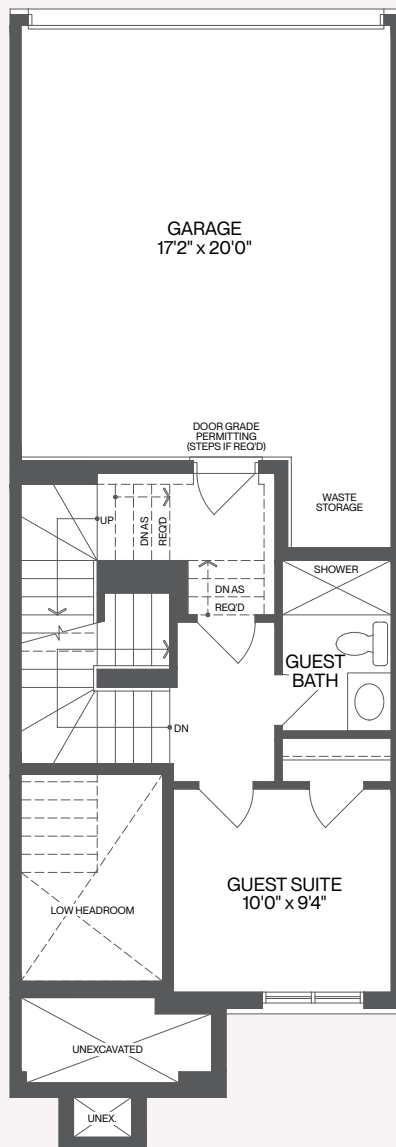 GARAGE
17'2" x 20'0"
DOOR GRADE
PERMITTING
(STEPS IF REQ'D)
WASTE
STORAGE
UP
DN AS
REQ'D
DN AS
REQ'D
SHOWER
GUEST
BATH
DN
GUEST SUITE
10'0" x 9'4"
LOW HEADROOM
UNEXCAVATED
UNEX.